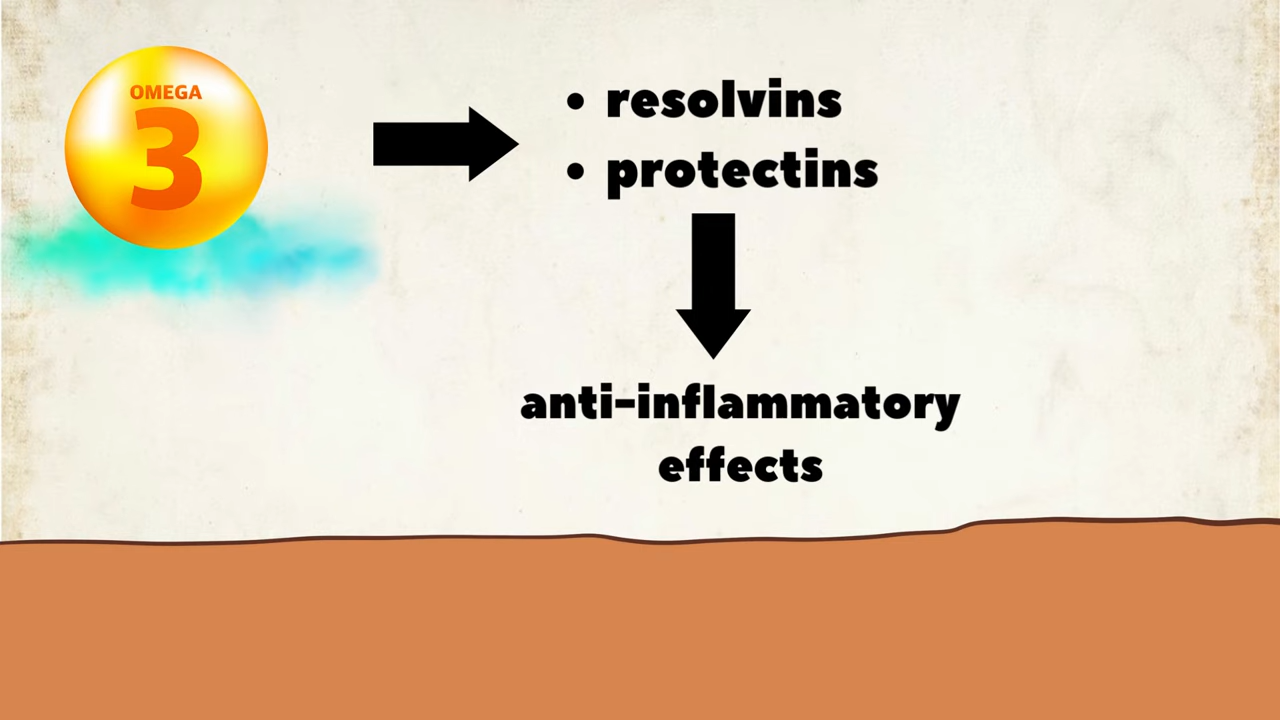 OMEGA
3
• resolvins
• protectins
anti-inflammatory
effects